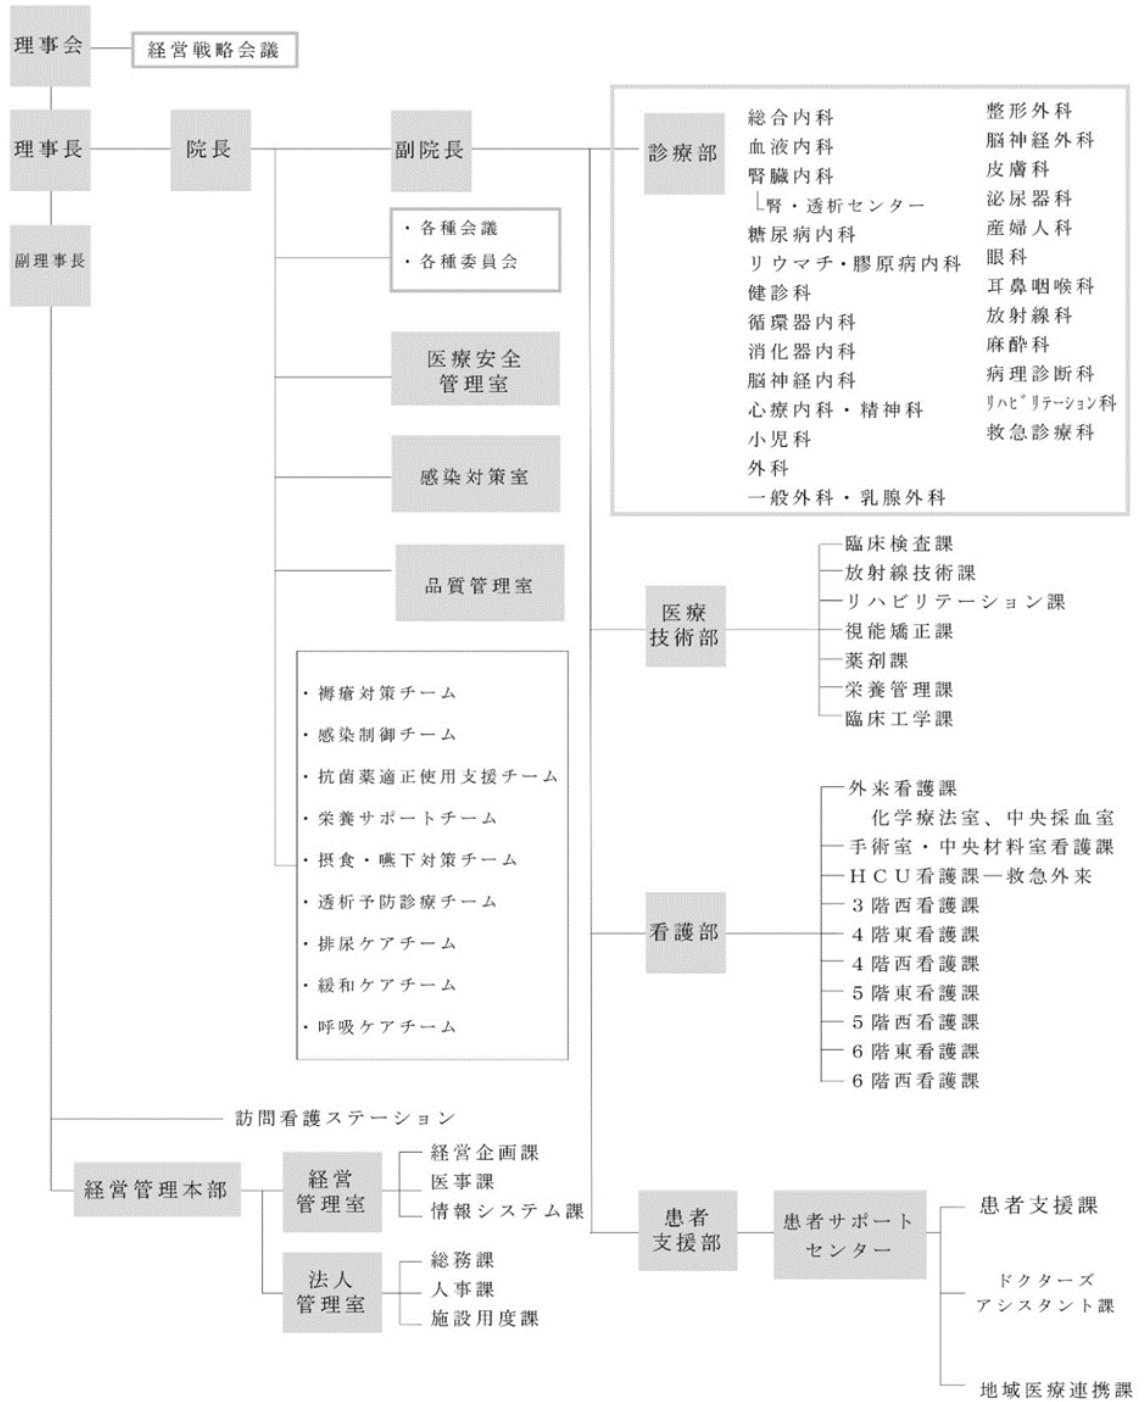 理事会
経営戦略会議
理事長
院長
副院長
副理事長
・各種会議
・各種委員会
医療安全
管理室
感染対策室
品質管理室
・褥瘡対策チーム
・感染制御チーム
・抗菌薬適正使用支援チーム
・栄養サポートチーム
・摂食・嚥下対策チーム
・透析予防診療チーム
・排尿ケアチーム
・緩和ケアチーム
・呼吸ケアチーム
診療部
総合内科
血液内科
腎臓内科
腎・透析センター
糖尿病内科
リウマチ・膠原病内科
健診科
循環器内科
消化器内科
脳神経内科
心療内科・精神科
小児科
外科
一般外科・乳腺外科
整形外科
脳神経外科
皮膚科
泌尿器科
産婦人科
眼科
耳鼻咽喉科
放射線科
麻酔科
病理診断科
ﾘﾊﾋﾞﾘﾃｰｼｮﾝ科
救急診療科
医療
技術部
臨床検査課
放射線技術課
リハビリテーション課
視能矯正課
薬剤課
栄養管理課
臨床工学課
看護部
外来看護課
化学療法室、中央採血室
手術室・中央材料室看護課
ＨＣＵ看護課―救急外来
３階西看護課
４階東看護課
４階西看護課
５階東看護課
５階西看護課
６階東看護課
６階西看護課
訪問看護ステーション
経営管理本部
経営
管理室
経営企画課
医事課
情報システム課
法人
管理室
総務課
人事課
施設用度課
患者
支援部
患者サポート
センター
患者支援課
ドクターズ
アシスタント課
地域医療連携課